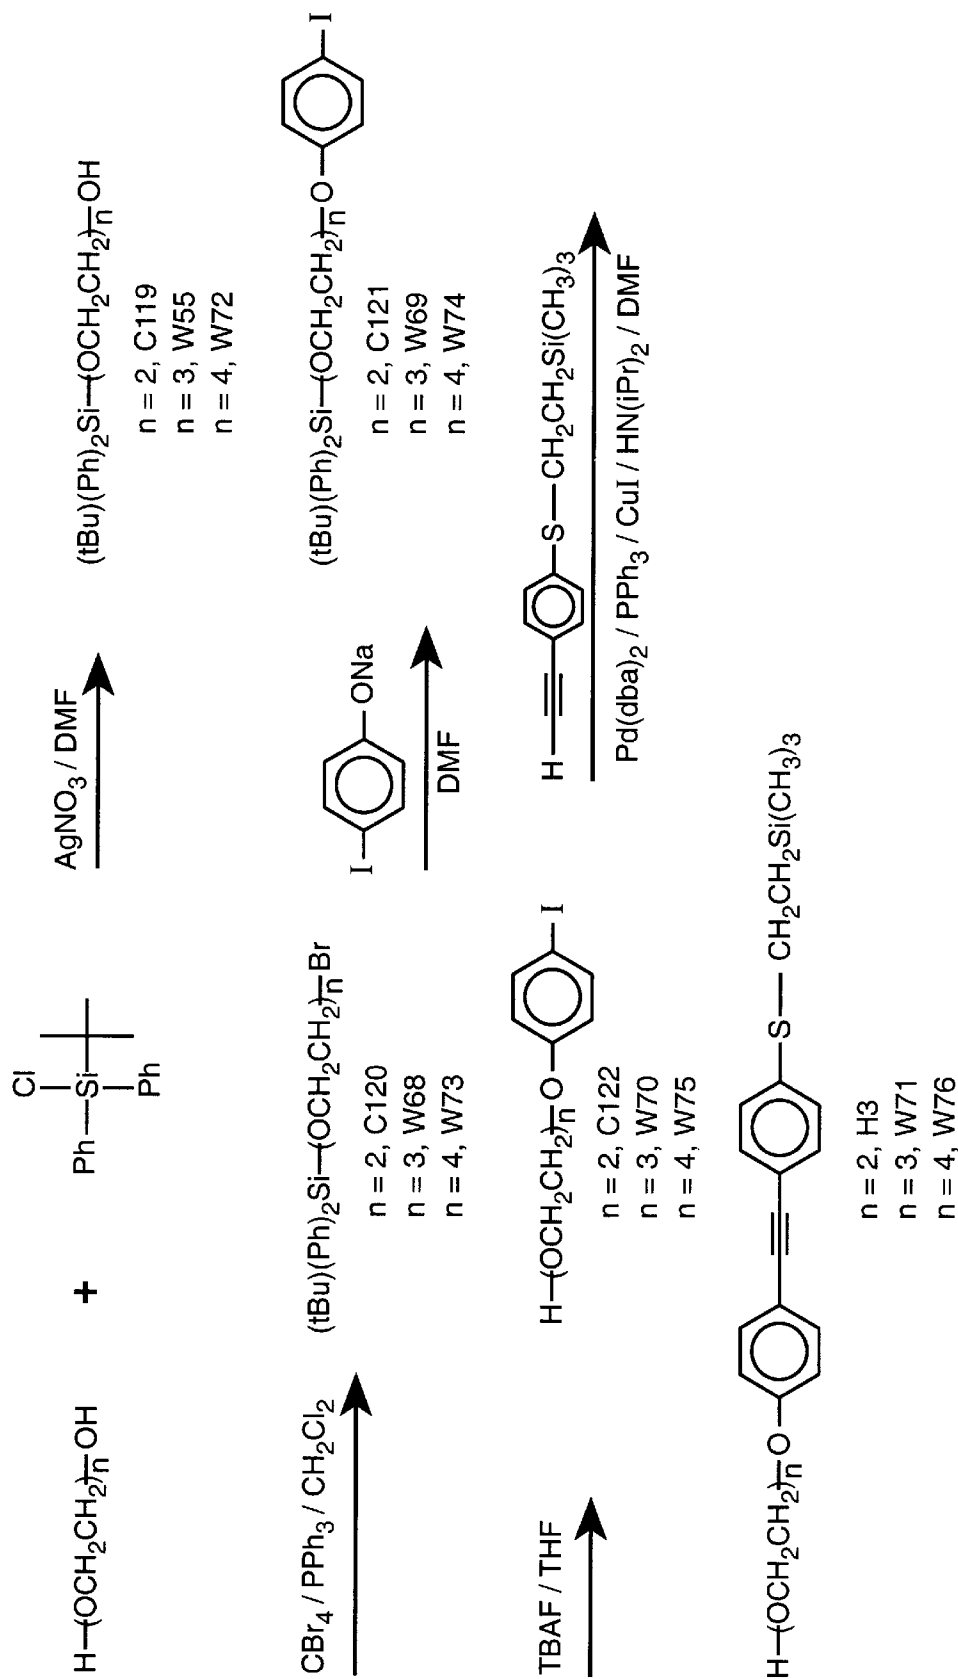 H—(OCH2CH2)n—OH + Ph—Si Cl Ph AgNO3 / DMF (tBu)(Ph)2Si—(OCH2CH2)n—OH
n = 2, C119
n = 3, W55
n = 4, W72
CBr4 / PPh3 / CH2Cl2 (tBu)(Ph)2Si—(OCH2CH2)n—Br
n = 2, C120
n = 3, W68
n = 4, W73
I ONa
DMF
(tBu)(Ph)2Si—(OCH2CH2)n—O I
n = 2, C121
n = 3, W69
n = 4, W74
TBAF / THF H—(OCH2CH2)n—O I
n = 2, C122
n = 3, W70
n = 4, W75
H S—CH2CH2Si(CH3)3
Pd(dba)2 / PPh3 / CuI / HN(iPr)2 / DMF
H—(OCH2CH2)n—O S—CH2CH2Si(CH3)3
n = 2, H3
n = 3, W71
n = 4, W76